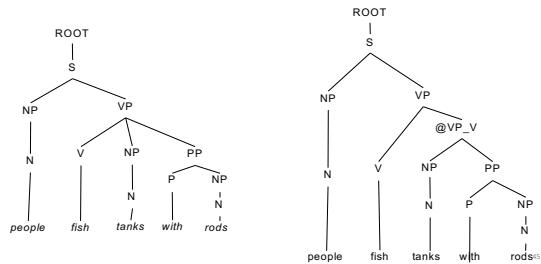 ROOT
S
NP VP
N V NP PP
P NP
N N
people fish tanks with rods
ROOT
S
NP VP
@VP_V
N V NP PP
N P NP
N
people fish tanks with rods
45